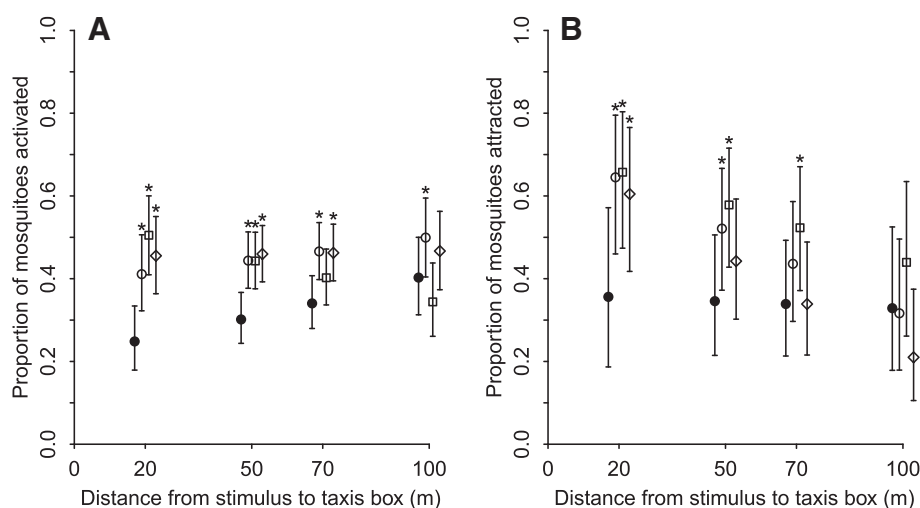 A
B
Proportion of mosquitoes activated
1.0
0.8
0.6
0.4
0.2
0.0
* * *
* * *
* *
*
0 20 50 70 100
Distance from stimulus to taxis box (m)
Proportion of mosquitoes attracted
1.0
0.8
0.6
0.4
0.2
0.0
* * *
* *
*
0 20 50 70 100
Distance from stimulus to taxis box (m)